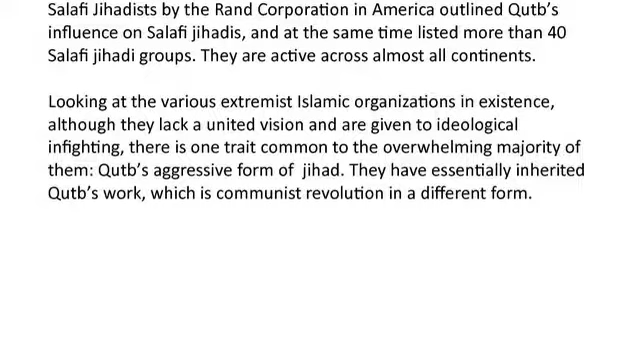 Salafi Jihadists by the Rand Corporation in America outlined Qutb's
influence on Salafi jihadis, and at the same time listed more than 40
Salafi jihadi groups. They are active across almost all continents.

Looking at the various extremist Islamic organizations in existence,
although they lack a united vision and are given to ideological
infighting, there is one trait common to the overwhelming majority of
them: Qutb's aggressive form of  jihad. They have essentially inherited
Qutb's work, which is communist revolution in a different form.